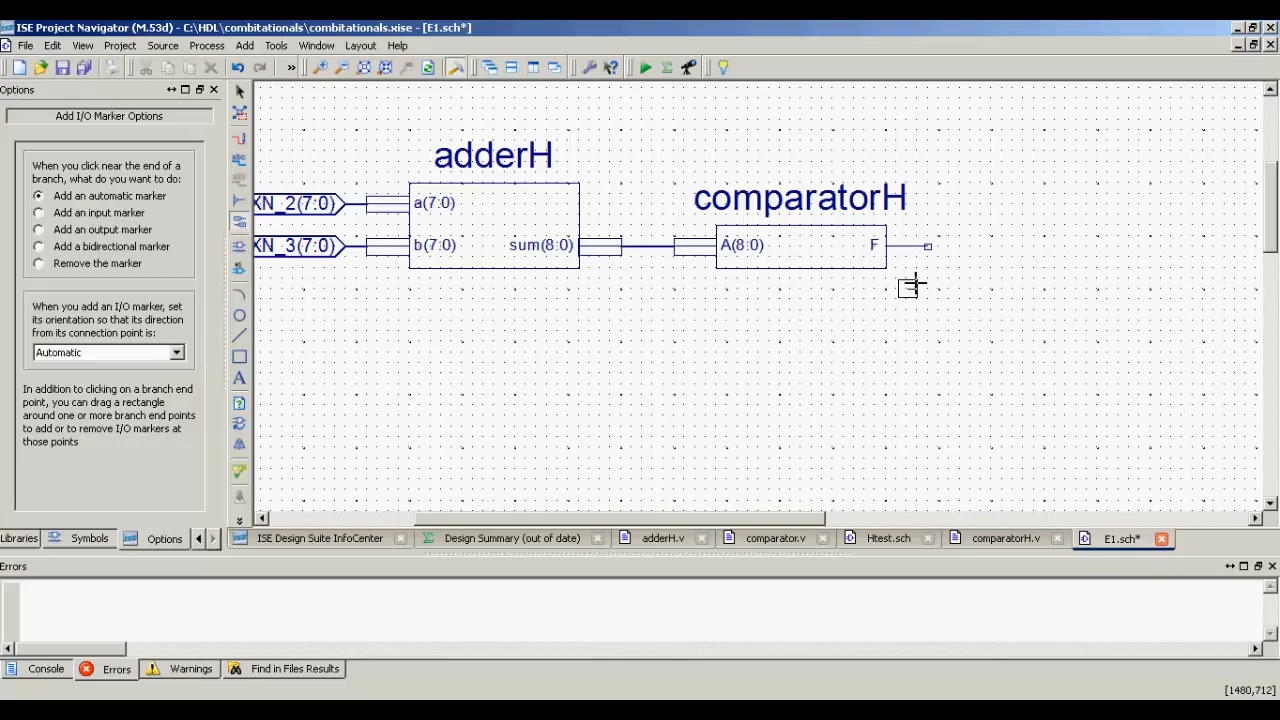 ISE Project Navigator (M.53d) - C:\HDL\combitationals\combitationals.xise - [E1.sch*]
File Edit View Project Source Process Add Tools Window Layout Help
»
Options
Add I/O Marker Options
When you click near the end of a
branch, what do you want to do:
Add an automatic marker
Add an input marker
Add an output marker
Add a bidirectional marker
Remove the marker
When you add an I/O marker, set
its orientation so that its direction
from its connection point is:
Automatic
In addition to clicking on a branch end
point, you can drag a rectangle
around one or more branch end points
to add or to remove I/O markers at
those points
adderH
XN_2(7:0)
a(7:0)
XN_3(7:0)
b(7:0)
sum(8:0)
comparatorH
A(8:0)
F
Libraries Symbols Options
ISE Design Suite InfoCenter Design Summary (out of date) adderH.v comparator.v Htest.sch comparatorH.v E1.sch*
Errors
Console Errors Warnings Find in Files Results
[1480,712]